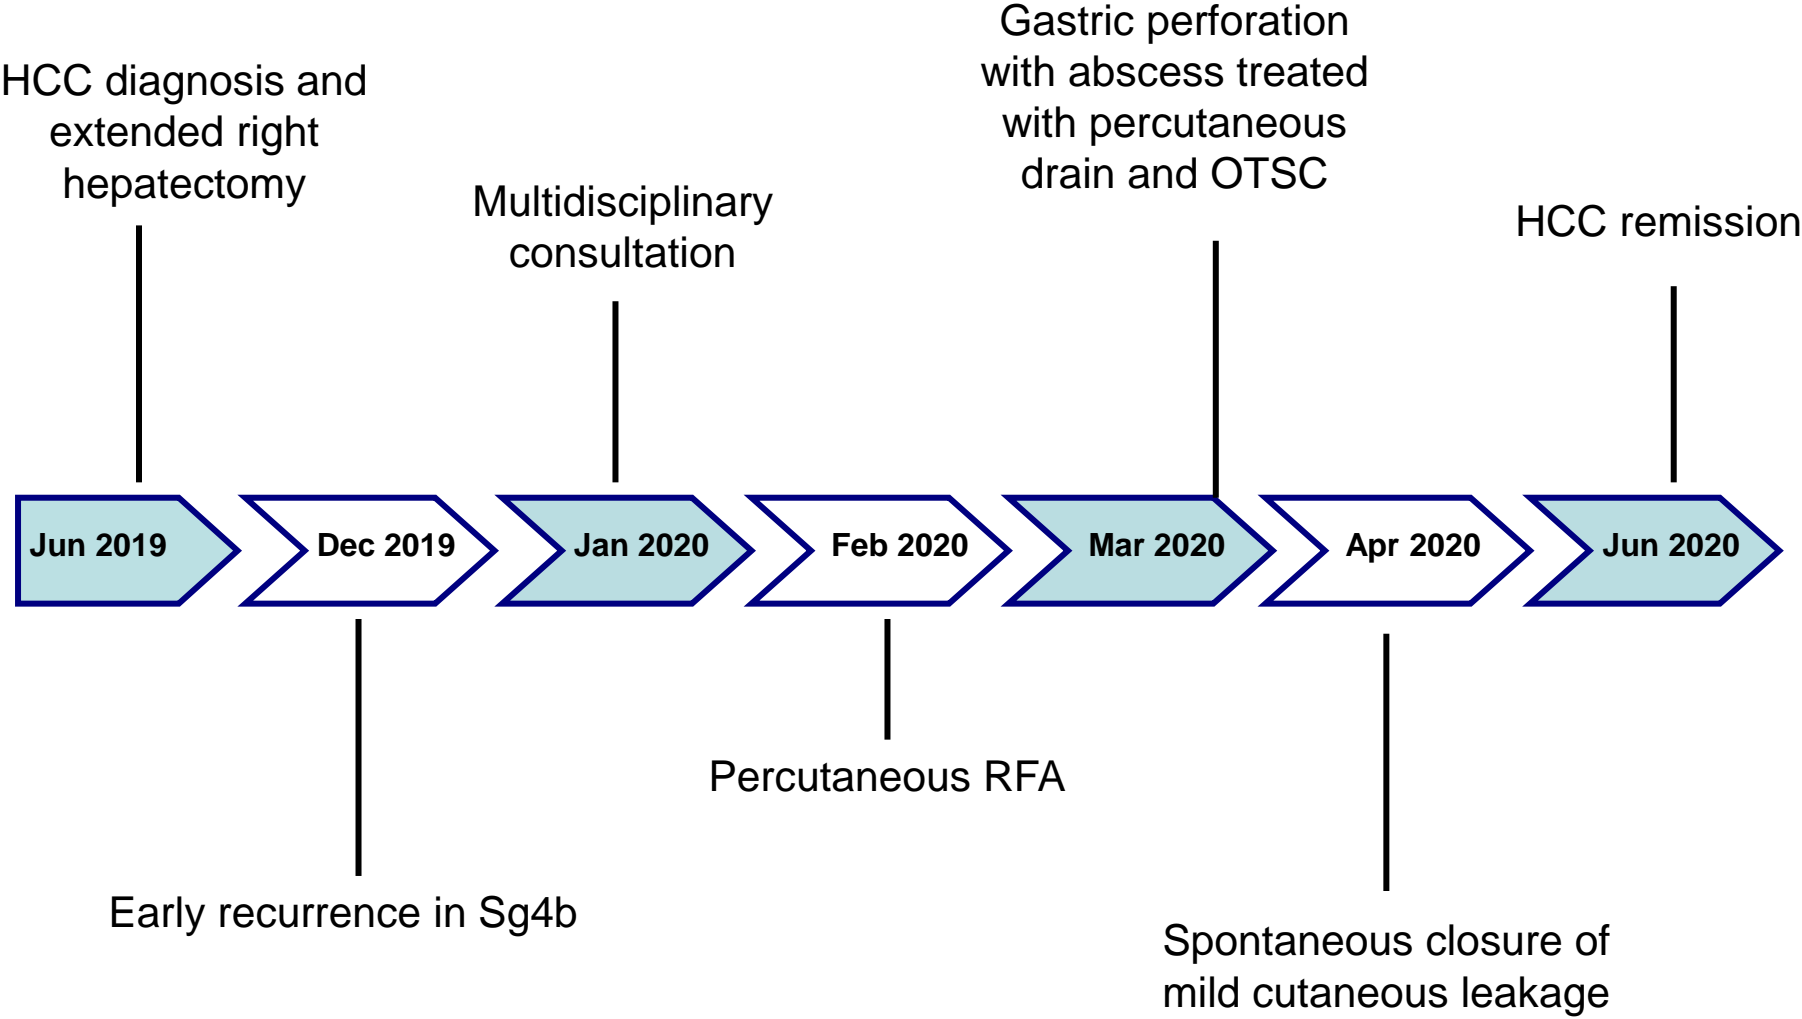 HCC diagnosis and
extended right
hepatectomy
Multidisciplinary
consultation
Gastric perforation
with abscess treated
with percutaneous
drain and OTSC
HCC remission
Jun 2019
Dec 2019
Jan 2020
Feb 2020
Mar 2020
Apr 2020
Jun 2020
Early recurrence in Sg4b
Percutaneous RFA
Spontaneous closure of
mild cutaneous leakage